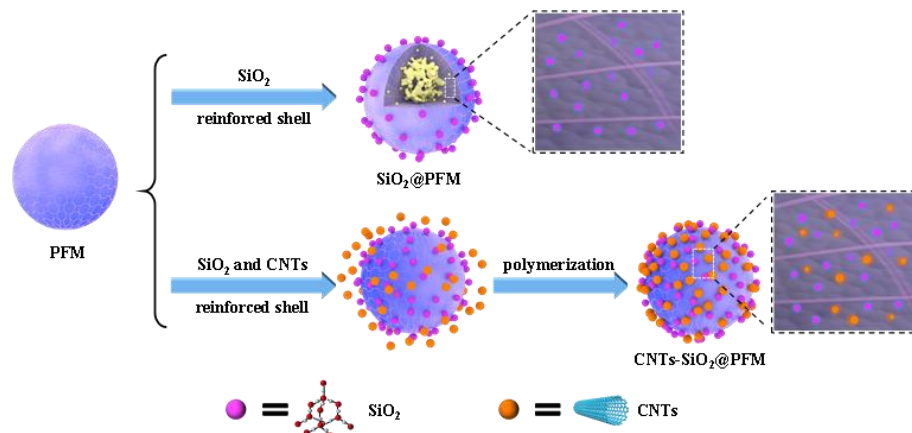 SiO₂
reinforced shell
SiO₂@PFM
PFM
SiO₂ and CNTs
reinforced shell
polymerization
CNTs-SiO₂@PFM
= SiO₂
= CNTs